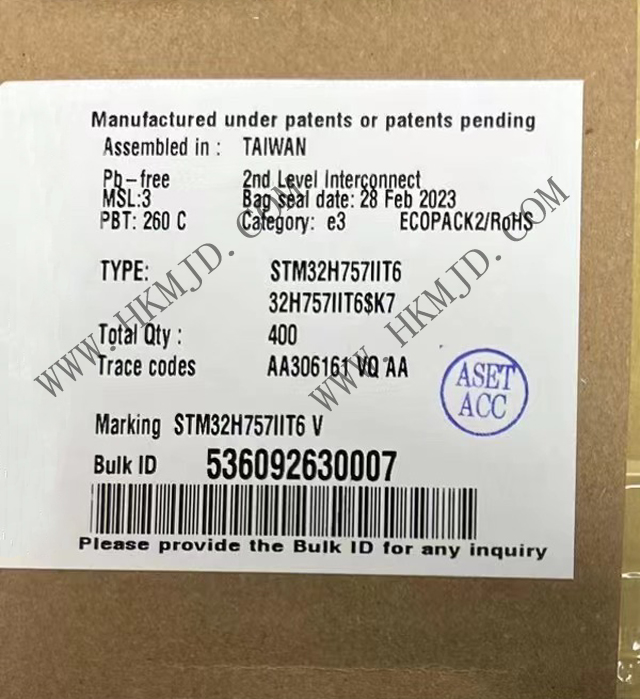 Manufactured under patents or patents pending
Assembled in : TAIWAN
Pb-free 2nd Level Interconnect
MSL:3 Bag seal date: 28 Feb 2023
PBT: 260 C Category: e3 ECOPACK2/RoHS
TYPE: STM32H757IIT6
32H757IIT6$K7
Total Qty : 400
Trace codes AA306161 VQ AA
ASET
ACC
Marking STM32H757IIT6 V
Bulk ID 536092630007
Please provide the Bulk ID for any inquiry
WWW.HKMJD.COM
WWW.HKMJD.COM